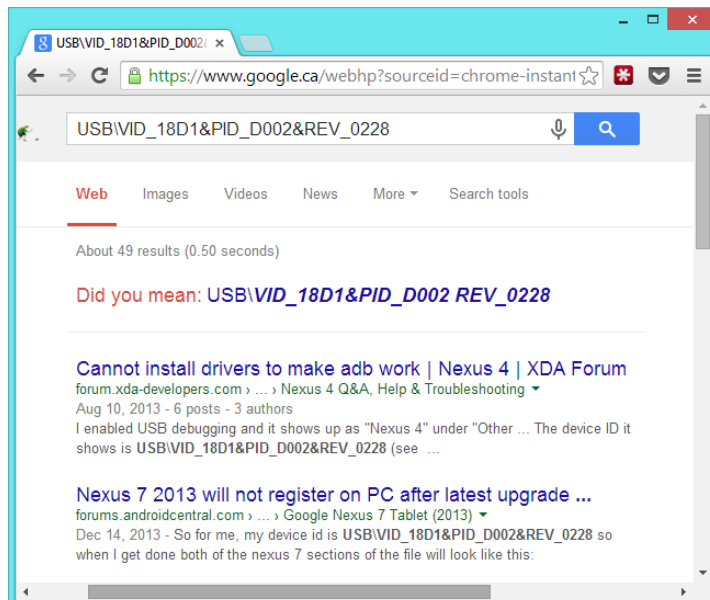 USB\VID_18D1&PID_D002&
https://www.google.ca/webhp?sourceid=chrome-instant
USB\VID_18D1&PID_D002&REV_0228
Web Images Videos News More Search tools
About 49 results (0.50 seconds)
Did you mean: USB\VID_18D1&PID_D002 REV_0228
Cannot install drivers to make adb work | Nexus 4 | XDA Forum
forum.xda-developers.com › ... › Nexus 4 Q&A, Help & Troubleshooting
Aug 10, 2013 - 6 posts - 3 authors
I enabled USB debugging and it shows up as "Nexus 4" under "Other ... The device ID it
shows is USB\VID_18D1&PID_D002&REV_0228 (see ...
Nexus 7 2013 will not register on PC after latest upgrade ...
forums.androidcentral.com › ... › Google Nexus 7 Tablet (2013)
Dec 14, 2013 - So for me, my device id is USB\VID_18D1&PID_D002&REV_0228 so
when I get done both of the nexus 7 sections of the file will look like this: